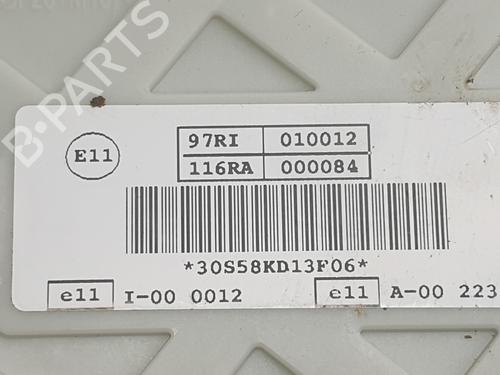 B-PARTS
E11
97RI 010012
116RA 000084
*30S58KD13F06*
e11 I-00 0012 e11 A-00 223